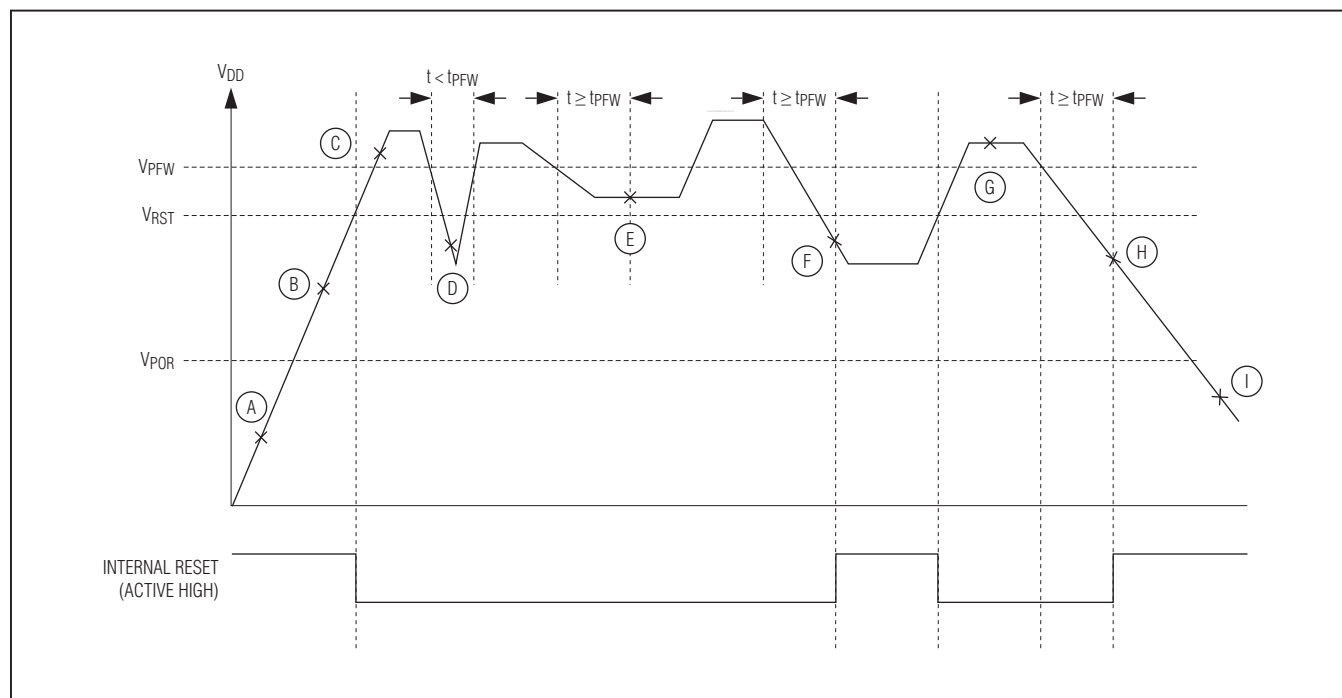 VDD
t < tPFW
t ≥ tPFW
t ≥ tPFW
t ≥ tPFW
C
VPFW
G
VRST
E
F
H
B
D
VPOR
I
A
INTERNAL RESET
(ACTIVE HIGH)